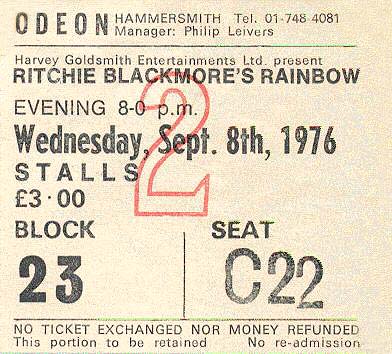 ODEON HAMMERSMITH Tel. 01-748-4081
Manager: Philip Leivers
Harvey Goldsmith Entertainments Ltd. present
RITCHIE BLACKMORE'S RAINBOW
EVENING 8-0 p.m.
Wednesday, Sept. 8th, 1976
STALLS
£3·00
2
BLOCK SEAT
23 C22
NO TICKET EXCHANGED NOR MONEY REFUNDED
This portion to be retained No re-admission